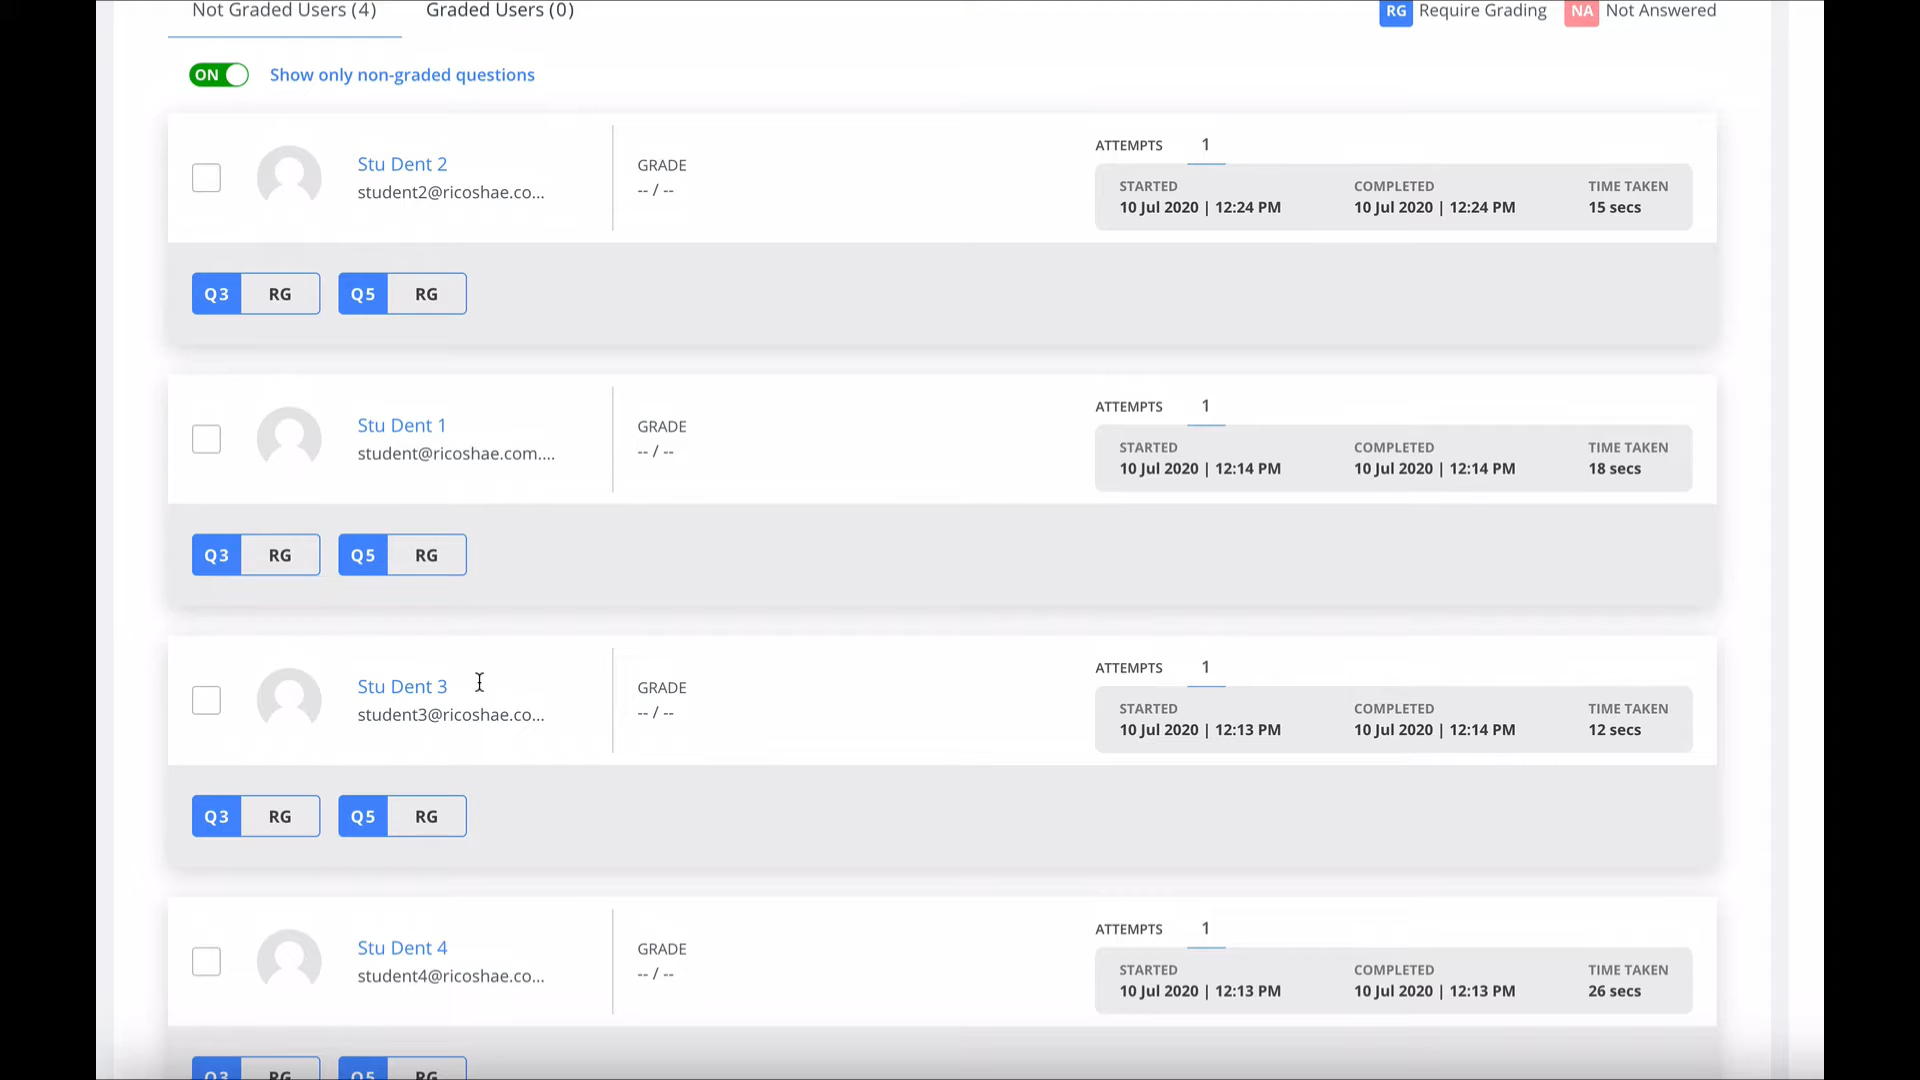 Not Graded Users (4) Graded Users (0) RG Require Grading NA Not Answered
ON Show only non-graded questions
Stu Dent 2
student2@ricoshae.co...
GRADE
-- / --
ATTEMPTS 1
STARTED COMPLETED TIME TAKEN
10 Jul 2020 | 12:24 PM 10 Jul 2020 | 12:24 PM 15 secs
Q3 RG Q5 RG
Stu Dent 1
student@ricoshae.com....
GRADE
-- / --
ATTEMPTS 1
STARTED COMPLETED TIME TAKEN
10 Jul 2020 | 12:14 PM 10 Jul 2020 | 12:14 PM 18 secs
Q3 RG Q5 RG
Stu Dent 3
student3@ricoshae.co...
GRADE
-- / --
ATTEMPTS 1
STARTED COMPLETED TIME TAKEN
10 Jul 2020 | 12:13 PM 10 Jul 2020 | 12:14 PM 12 secs
Q3 RG Q5 RG
Stu Dent 4
student4@ricoshae.co...
GRADE
-- / --
ATTEMPTS 1
STARTED COMPLETED TIME TAKEN
10 Jul 2020 | 12:13 PM 10 Jul 2020 | 12:13 PM 26 secs
Q3 RG Q5 RG